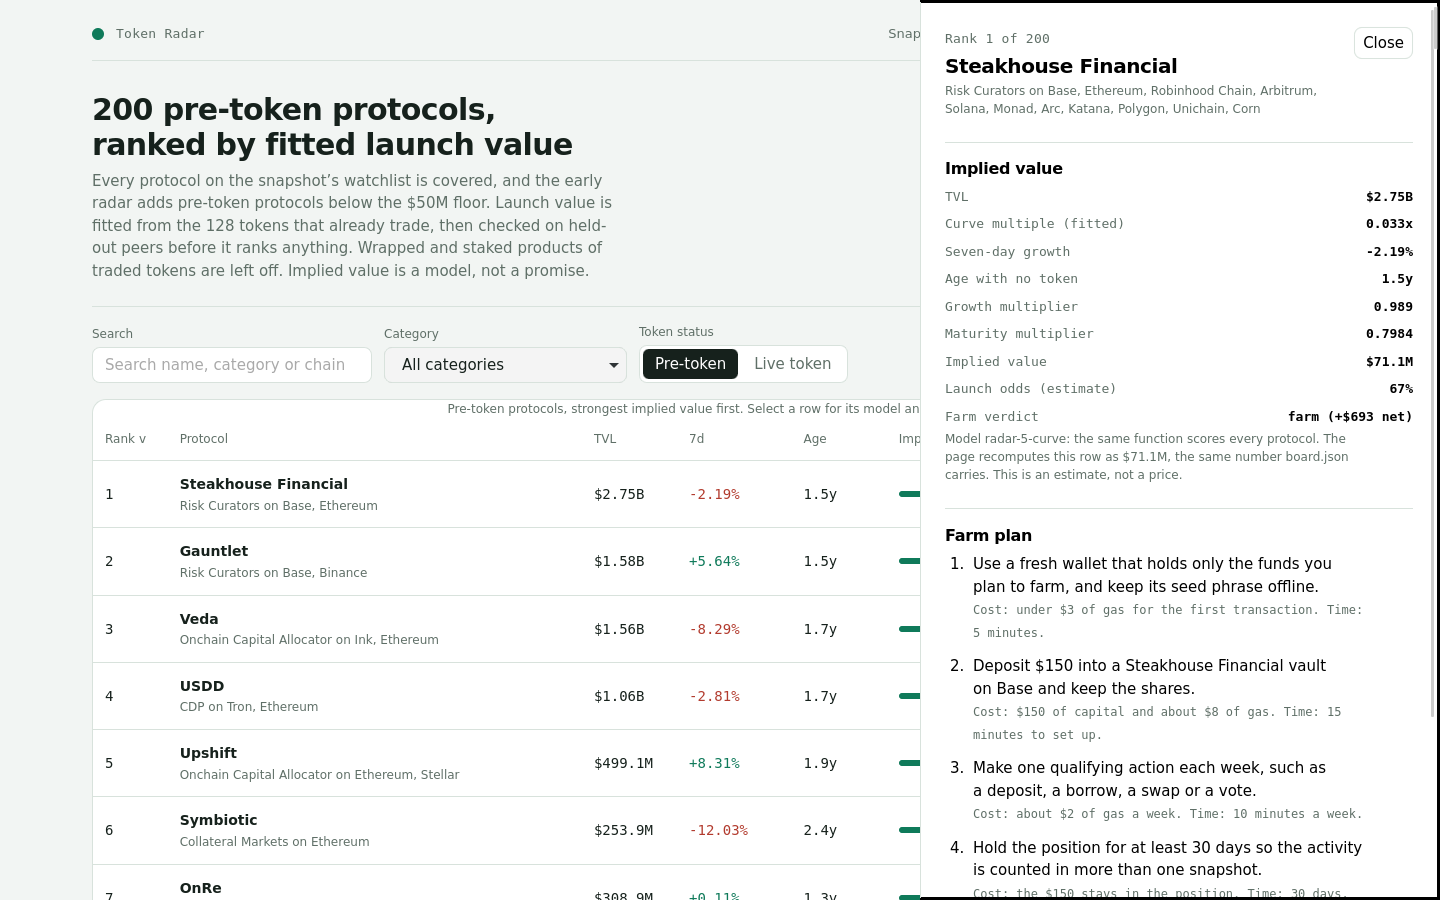 Token Radar
Snap
200 pre-token protocols,
ranked by fitted launch value
Every protocol on the snapshot’s watchlist is covered, and the early
radar adds pre-token protocols below the $50M floor. Launch value is
fitted from the 128 tokens that already trade, then checked on held-
out peers before it ranks anything. Wrapped and staked products of
traded tokens are left off. Implied value is a model, not a promise.
Search
Category
Token status
Search name, category or chain
All categories
Pre-token
Live token
Pre-token protocols, strongest implied value first. Select a row for its model an
Rank v Protocol TVL 7d Age Imp
1 Steakhouse Financial $2.75B -2.19% 1.5y
Risk Curators on Base, Ethereum
2 Gauntlet $1.58B +5.64% 1.5y
Risk Curators on Base, Binance
3 Veda $1.56B -8.29% 1.7y
Onchain Capital Allocator on Ink, Ethereum
4 USDD $1.06B -2.81% 1.7y
CDP on Tron, Ethereum
5 Upshift $499.1M +8.31% 1.9y
Onchain Capital Allocator on Ethereum, Stellar
6 Symbiotic $253.9M -12.03% 2.4y
Collateral Markets on Ethereum
7 OnRe $308.9M +0.11% 1.3y
Rank 1 of 200
Close
Steakhouse Financial
Risk Curators on Base, Ethereum, Robinhood Chain, Arbitrum,
Solana, Monad, Arc, Katana, Polygon, Unichain, Corn
Implied value
TVL $2.75B
Curve multiple (fitted) 0.033x
Seven-day growth -2.19%
Age with no token 1.5y
Growth multiplier 0.989
Maturity multiplier 0.7984
Implied value $71.1M
Launch odds (estimate) 67%
Farm verdict farm (+$693 net)
Model radar-5-curve: the same function scores every protocol. The
page recomputes this row as $71.1M, the same number board.json
carries. This is an estimate, not a price.
Farm plan
1. Use a fresh wallet that holds only the funds you
plan to farm, and keep its seed phrase offline.
Cost: under $3 of gas for the first transaction. Time:
5 minutes.
2. Deposit $150 into a Steakhouse Financial vault
on Base and keep the shares.
Cost: $150 of capital and about $8 of gas. Time: 15
minutes to set up.
3. Make one qualifying action each week, such as
a deposit, a borrow, a swap or a vote.
Cost: about $2 of gas a week. Time: 10 minutes a week.
4. Hold the position for at least 30 days so the activity
is counted in more than one snapshot.
Cost: the $150 stays in the position. Time: 30 days.